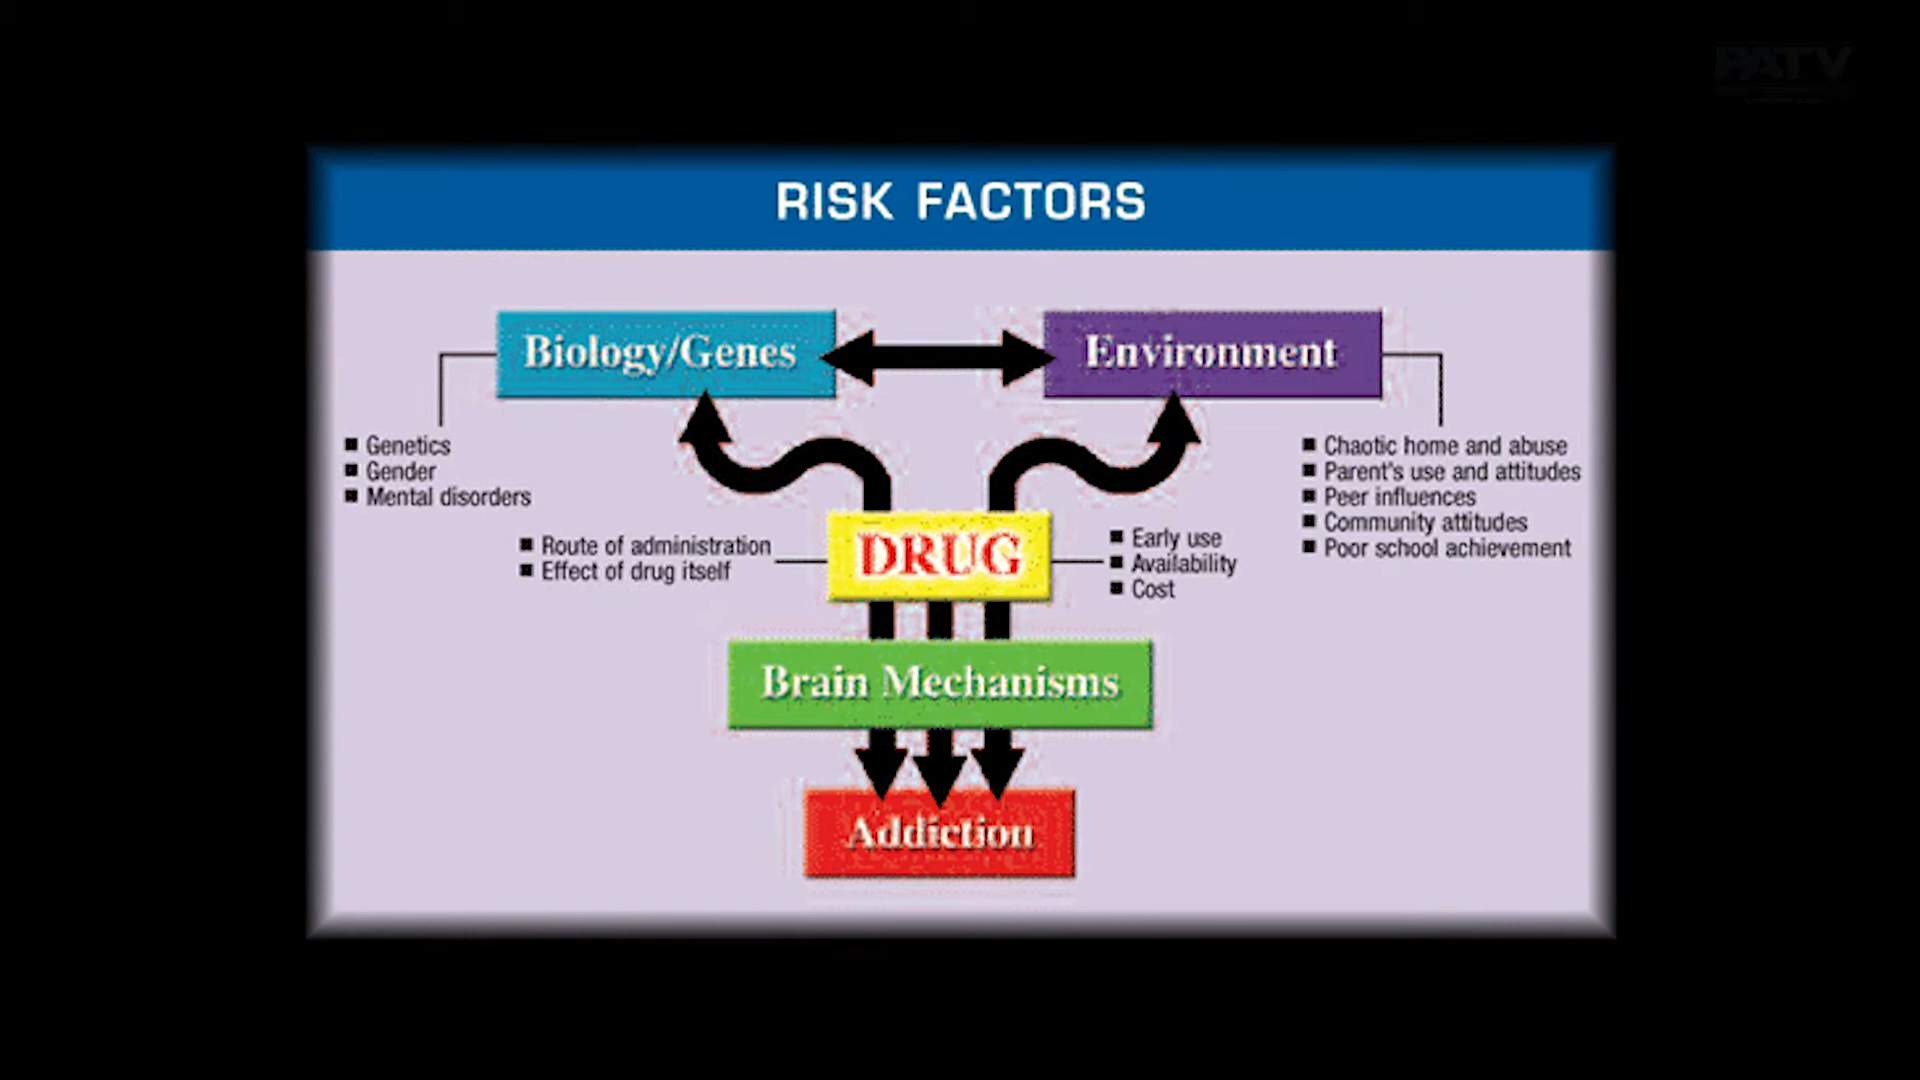 PATV
RISK FACTORS
Biology/Genes
Environment
■ Genetics
■ Gender
■ Mental disorders
■ Chaotic home and abuse
■ Parent's use and attitudes
■ Peer influences
■ Community attitudes
■ Poor school achievement
■ Route of administration
■ Effect of drug itself
DRUG
■ Early use
■ Availability
■ Cost
Brain Mechanisms
Addiction